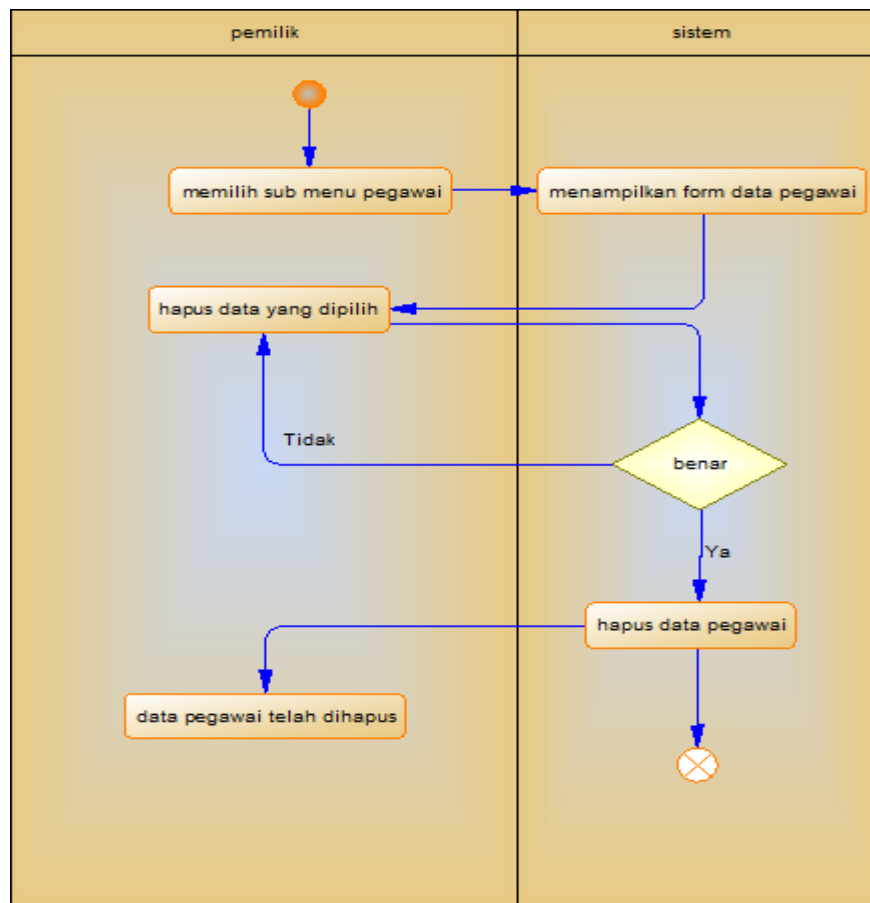 pemilik
sistem
memilih sub menu pegawai
menampilkan form data pegawai
hapus data yang dipilih
Tidak
benar
Ya
hapus data pegawai
data pegawai telah dihapus